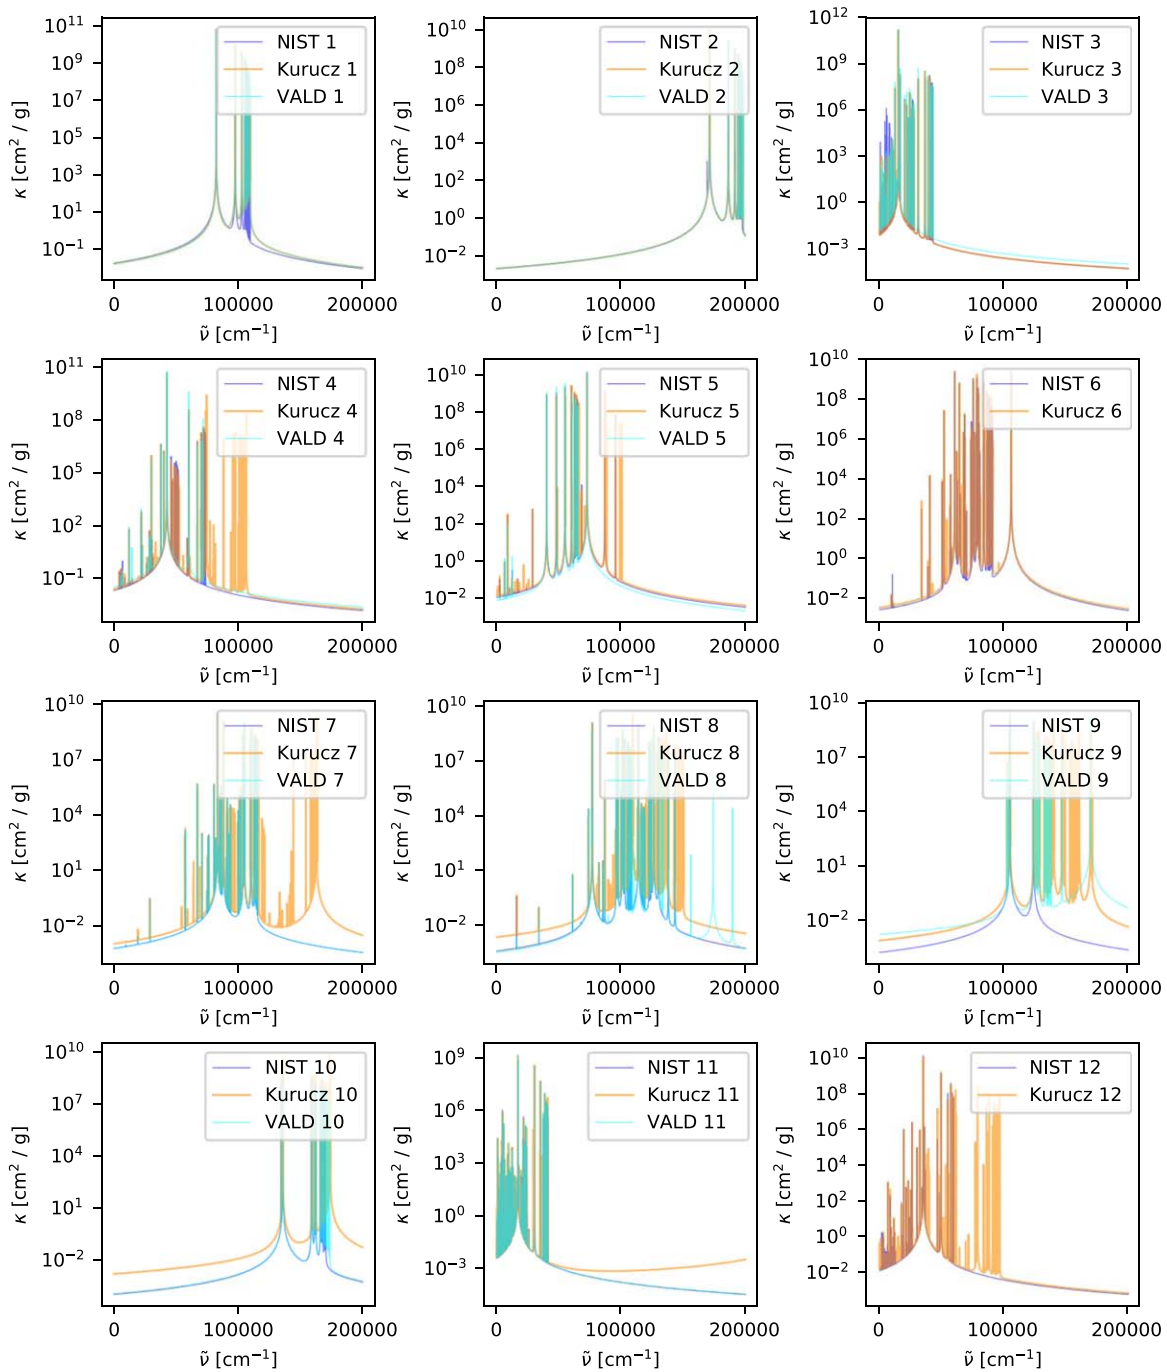 10^11
10^9
10^7
10^5
10^3
10^1
10^−1
κ [cm^2 / g]
NIST 1
Kurucz 1
VALD 1
0 100000 200000
ν̃ [cm^−1]
10^10
10^8
10^6
10^4
10^2
10^0
10^−2
κ [cm^2 / g]
NIST 2
Kurucz 2
VALD 2
0 100000 200000
ν̃ [cm^−1]
10^12
10^9
10^6
10^3
10^0
10^−3
κ [cm^2 / g]
NIST 3
Kurucz 3
VALD 3
0 100000 200000
ν̃ [cm^−1]
10^11
10^8
10^5
10^2
10^−1
κ [cm^2 / g]
NIST 4
Kurucz 4
VALD 4
0 100000 200000
ν̃ [cm^−1]
10^10
10^8
10^6
10^4
10^2
10^0
10^−2
κ [cm^2 / g]
NIST 5
Kurucz 5
VALD 5
0 100000 200000
ν̃ [cm^−1]
10^10
10^8
10^6
10^4
10^2
10^0
10^−2
κ [cm^2 / g]
NIST 6
Kurucz 6
0 100000 200000
ν̃ [cm^−1]
10^10
10^7
10^4
10^1
10^−2
κ [cm^2 / g]
NIST 7
Kurucz 7
VALD 7
0 100000 200000
ν̃ [cm^−1]
10^10
10^7
10^4
10^1
10^−2
κ [cm^2 / g]
NIST 8
Kurucz 8
VALD 8
0 100000 200000
ν̃ [cm^−1]
10^10
10^7
10^4
10^1
10^−2
κ [cm^2 / g]
NIST 9
Kurucz 9
VALD 9
0 100000 200000
ν̃ [cm^−1]
10^10
10^7
10^4
10^1
10^−2
κ [cm^2 / g]
NIST 10
Kurucz 10
VALD 10
0 100000 200000
ν̃ [cm^−1]
10^9
10^6
10^3
10^0
10^−3
κ [cm^2 / g]
NIST 11
Kurucz 11
VALD 11
0 100000 200000
ν̃ [cm^−1]
10^10
10^8
10^6
10^4
10^2
10^0
10^−2
κ [cm^2 / g]
NIST 12
Kurucz 12
0 100000 200000
ν̃ [cm^−1]